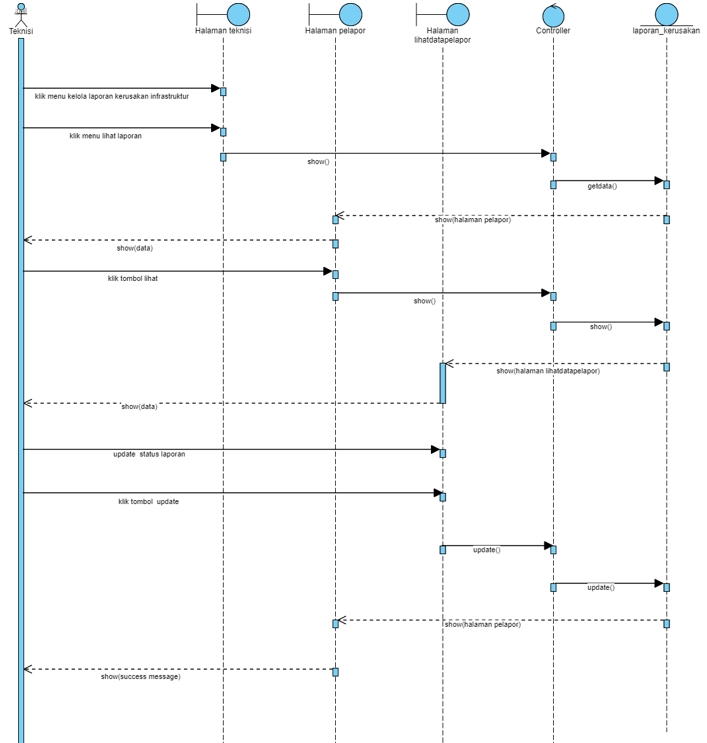 Teknisi
Halaman teknisi
Halaman pelapor
Halaman
lihatdatapelapor
Controller
laporan_kerusakan
klik menu kelola laporan kerusakan infrastruktur
klik menu lihat laporan
show()
getdata()
show(halaman pelapor)
show(data)
klik tombol lihat
show()
show()
show(halaman lihatdatapelapor)
show(data)
update status laporan
klik tombol update
update()
update()
show(halaman pelapor)
show(success message)